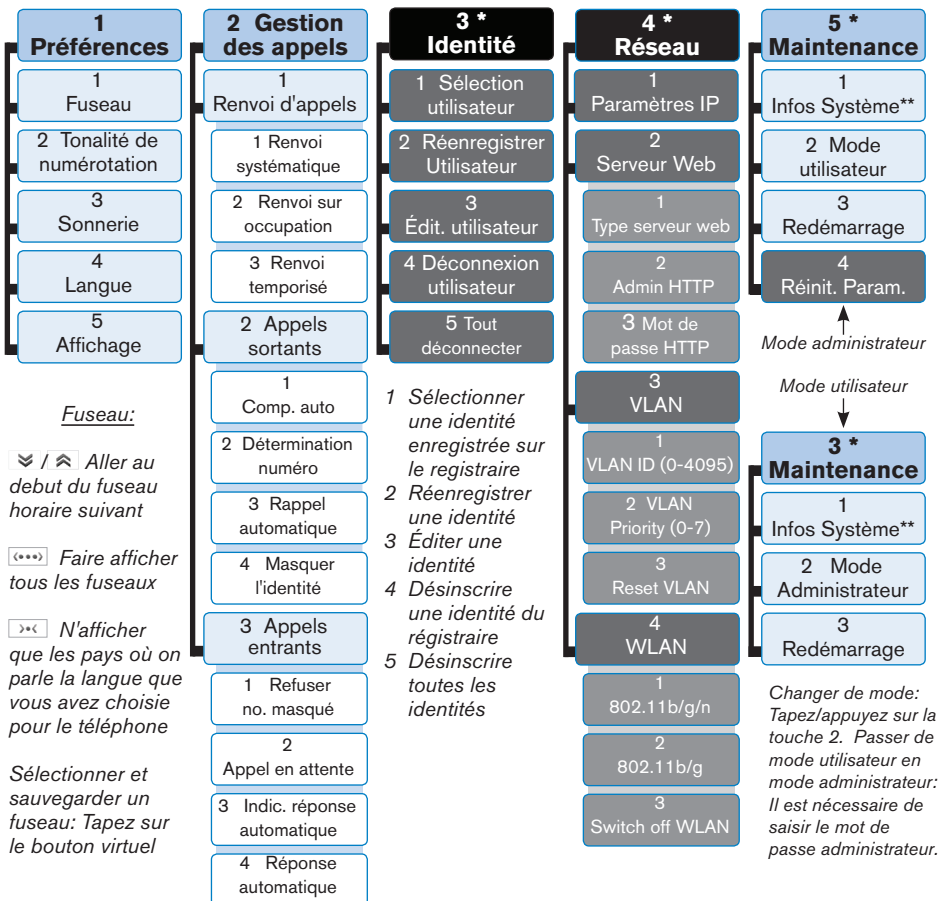 1
Préférences
1
Fuseau
2 Tonalité de
numérotation
3
Sonnerie
4
Langue
5
Affichage
Fuseau:
/ Aller au
debut du fuseau
horaire suivant
Faire afficher
tous les fuseaux
N'afficher
que les pays où on
parle la langue que
vous avez choisie
pour le téléphone
Sélectionner et
sauvegarder un
fuseau: Tapez sur
le bouton virtuel
2 Gestion
des appels
1
Renvoi d'appels
1 Renvoi
systématique
2 Renvoi sur
occupation
3 Renvoi
temporisé
2 Appels
sortants
1
Comp. auto
2 Détermination
numéro
3 Rappel
automatique
4 Masquer
l'identité
3 Appels
entrants
1 Refuser
no. masqué
2
Appel en attente
3 Indic. réponse
automatique
4 Réponse
automatique
3 *
Identité
1 Sélection
utilisateur
2 Réenregistrer
Utilisateur
3
Édit. utilisateur
4 Déconnexion
utilisateur
5 Tout
déconnecter
1 Sélectionner
une identité
enregistrée sur
le registraire
2 Réenregistrer
une identité
3 Éditer une
identité
4 Désinscrire
une identité du
régistraire
5 Désinscrire
toutes les
identités
4 *
Réseau
1
Paramètres IP
2
Serveur Web
1
Type serveur web
2
Admin HTTP
3 Mot de
passe HTTP
3
VLAN
1
VLAN ID (0-4095)
2 VLAN
Priority (0-7)
3
Reset VLAN
4
WLAN
1
802.11b/g/n
2
802.11b/g
3
Switch off WLAN
5 *
Maintenance
1
Infos Système**
2 Mode
utilisateur
3
Redémarrage
4
Réinit. Param.
Mode administrateur
Mode utilisateur
3 *
Maintenance
1
Infos Système**
2 Mode
Administrateur
3
Redémarrage
Changer de mode:
Tapez/appuyez sur la
touche 2. Passer de
mode utilisateur en
mode administrateur:
Il est nécessaire de
saisir le mot de
passe administrateur.